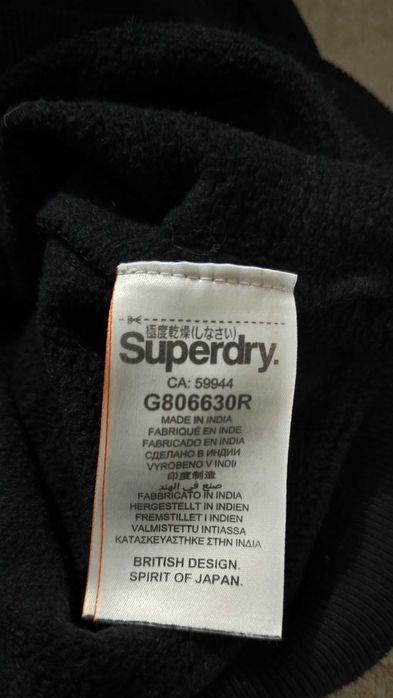 極度乾燥(しなさい)
Superdry.
CA: 59944
G806630R
MADE IN INDIA
FABRIQUÉ EN INDE
FABRICADO EN INDIA
СДЕЛАНО В ИНДИИ
VYROBENO V INDII
印度制造
صنع في الهند
FABBRICATO IN INDIA
HERGESTELLT IN INDIEN
FREMSTILLET I INDIEN
VALMISTETTU INTIASSA
ΚΑΤΑΣΚΕΥΑΣΤΗΚΕ ΣΤΗΝ ΙΝΔΙΑ
BRITISH DESIGN.
SPIRIT OF JAPAN.